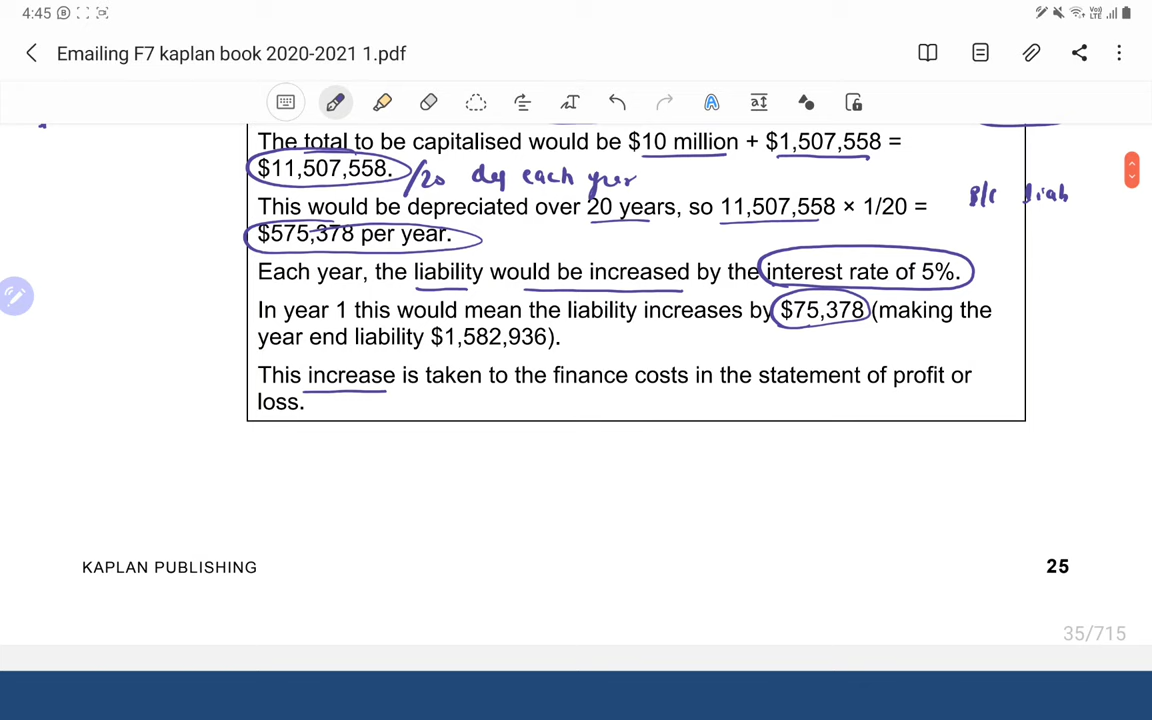 4:45
Emailing F7 kaplan book 2020-2021 1.pdf
The total to be capitalised would be $10 million + $1,507,558 =
$11,507,558. /20 dep each year
This would be depreciated over 20 years, so 11,507,558 × 1/20 =
$575,378 per year.
Each year, the liability would be increased by the interest rate of 5%.
In year 1 this would mean the liability increases by $75,378 (making the
year end liability $1,582,936).
This increase is taken to the finance costs in the statement of profit or
loss.
KAPLAN PUBLISHING
25
35/715